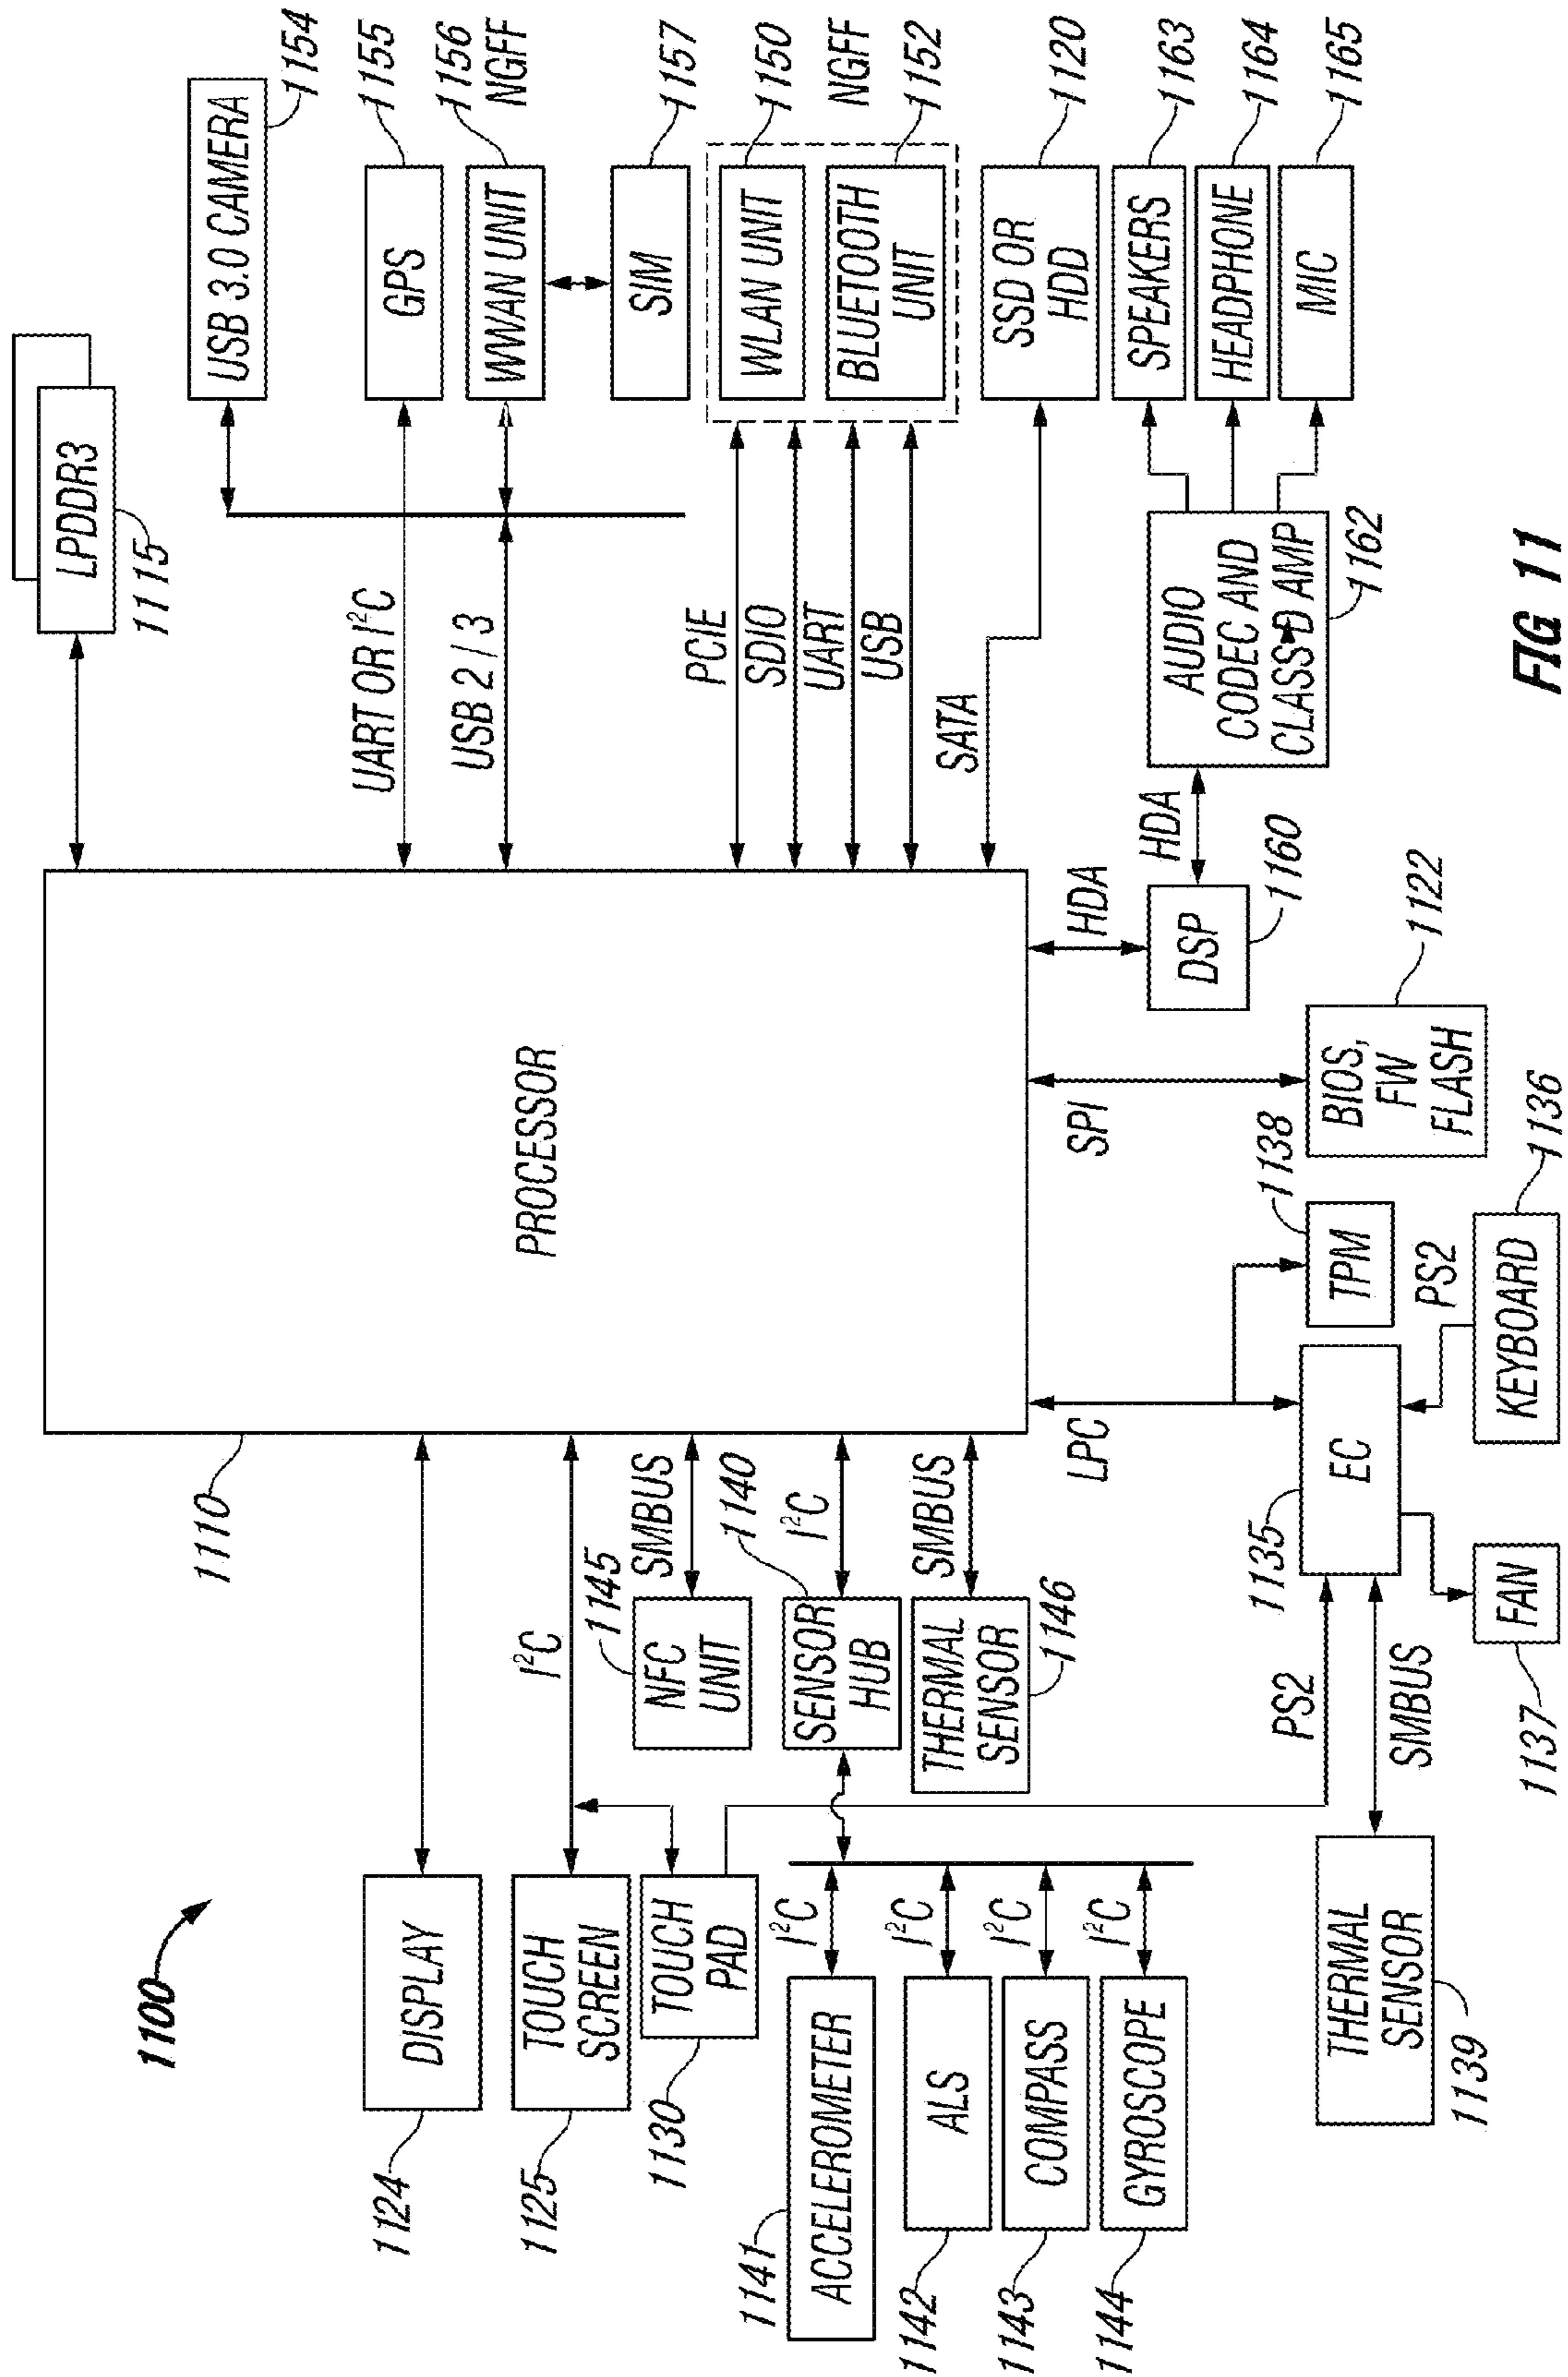 1100
1124
DISPLAY
1125
TOUCH
SCREEN
1130
TOUCH
PAD
1141
ACCELEROMETER
1142
ALS
1143
COMPASS
1144
GYROSCOPE
I²C
I²C
I²C
I²C
THERMAL
SENSOR
1139
1110
I²C
1145
NFC
UNIT
SMBUS
1140
SENSOR
HUB
I²C
THERMAL
SENSOR
1146
SMBUS
PS2
SMBUS
1137
FAN
1135
EC
LPC
PS2
KEYBOARD
1136
TPM
1138
PROCESSOR
SPI
BIOS,
FW
FLASH
1122
HDA
DSP
1160
HDA
AUDIO
CODEC AND
CLASS D AMP
1162
LPDDR3
1115
UART OR I²C
USB 2 / 3
PCIE
SDIO
UART
USB
SATA
USB 3.0 CAMERA
1154
GPS
1155
WWAN UNIT
1156
NGFF
SIM
1157
WLAN UNIT
1150
BLUETOOTH
UNIT
NGFF
1152
SSD OR
HDD
1120
SPEAKERS
1163
HEADPHONE
1164
MIC
1165
FIG 11